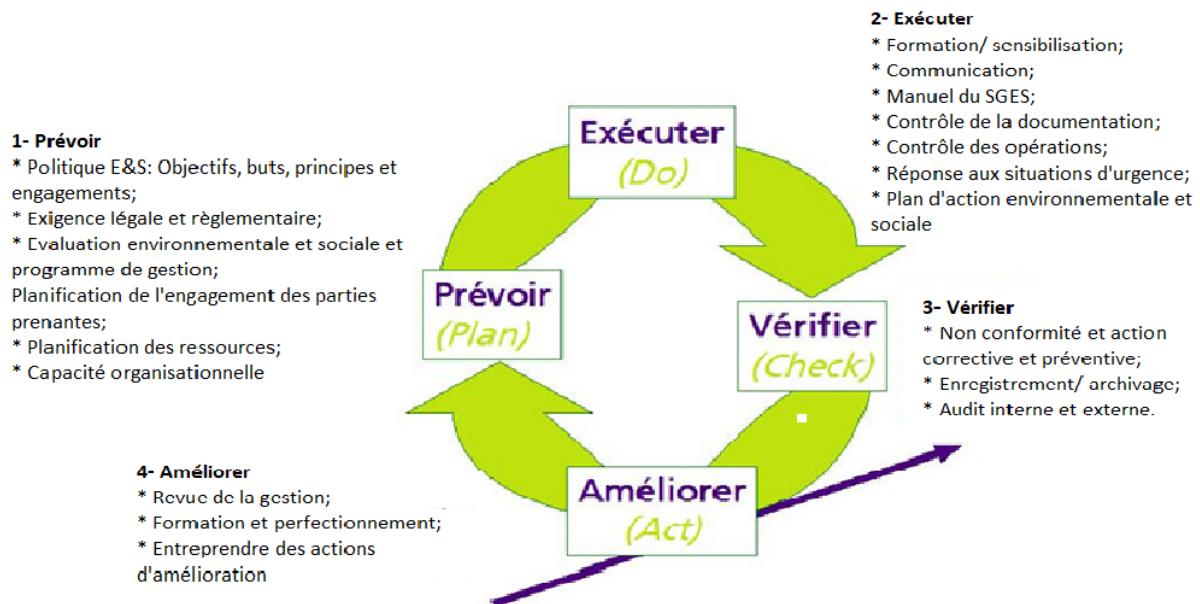 1- Prévoir
* Politique E&S: Objectifs, buts, principes et
engagements;
* Exigence légale et règlementaire;
* Evaluation environnementale et sociale et
programme de gestion;
Planification de l'engagement des parties
prenantes;
* Planification des ressources;
* Capacité organisationnelle
2- Exécuter
* Formation/ sensibilisation;
* Communication;
* Manuel du SGES;
* Contrôle de la documentation;
* Contrôle des opérations;
* Réponse aux situations d'urgence;
* Plan d'action environnementale et
sociale
Exécuter
(Do)
Prévoir
(Plan)
Vérifier
(Check)
Améliorer
(Act)
3- Vérifier
* Non conformité et action
corrective et préventive;
* Enregistrement/ archivage;
* Audit interne et externe.
4- Améliorer
* Revue de la gestion;
* Formation et perfectionnement;
* Entreprendre des actions
d'amélioration